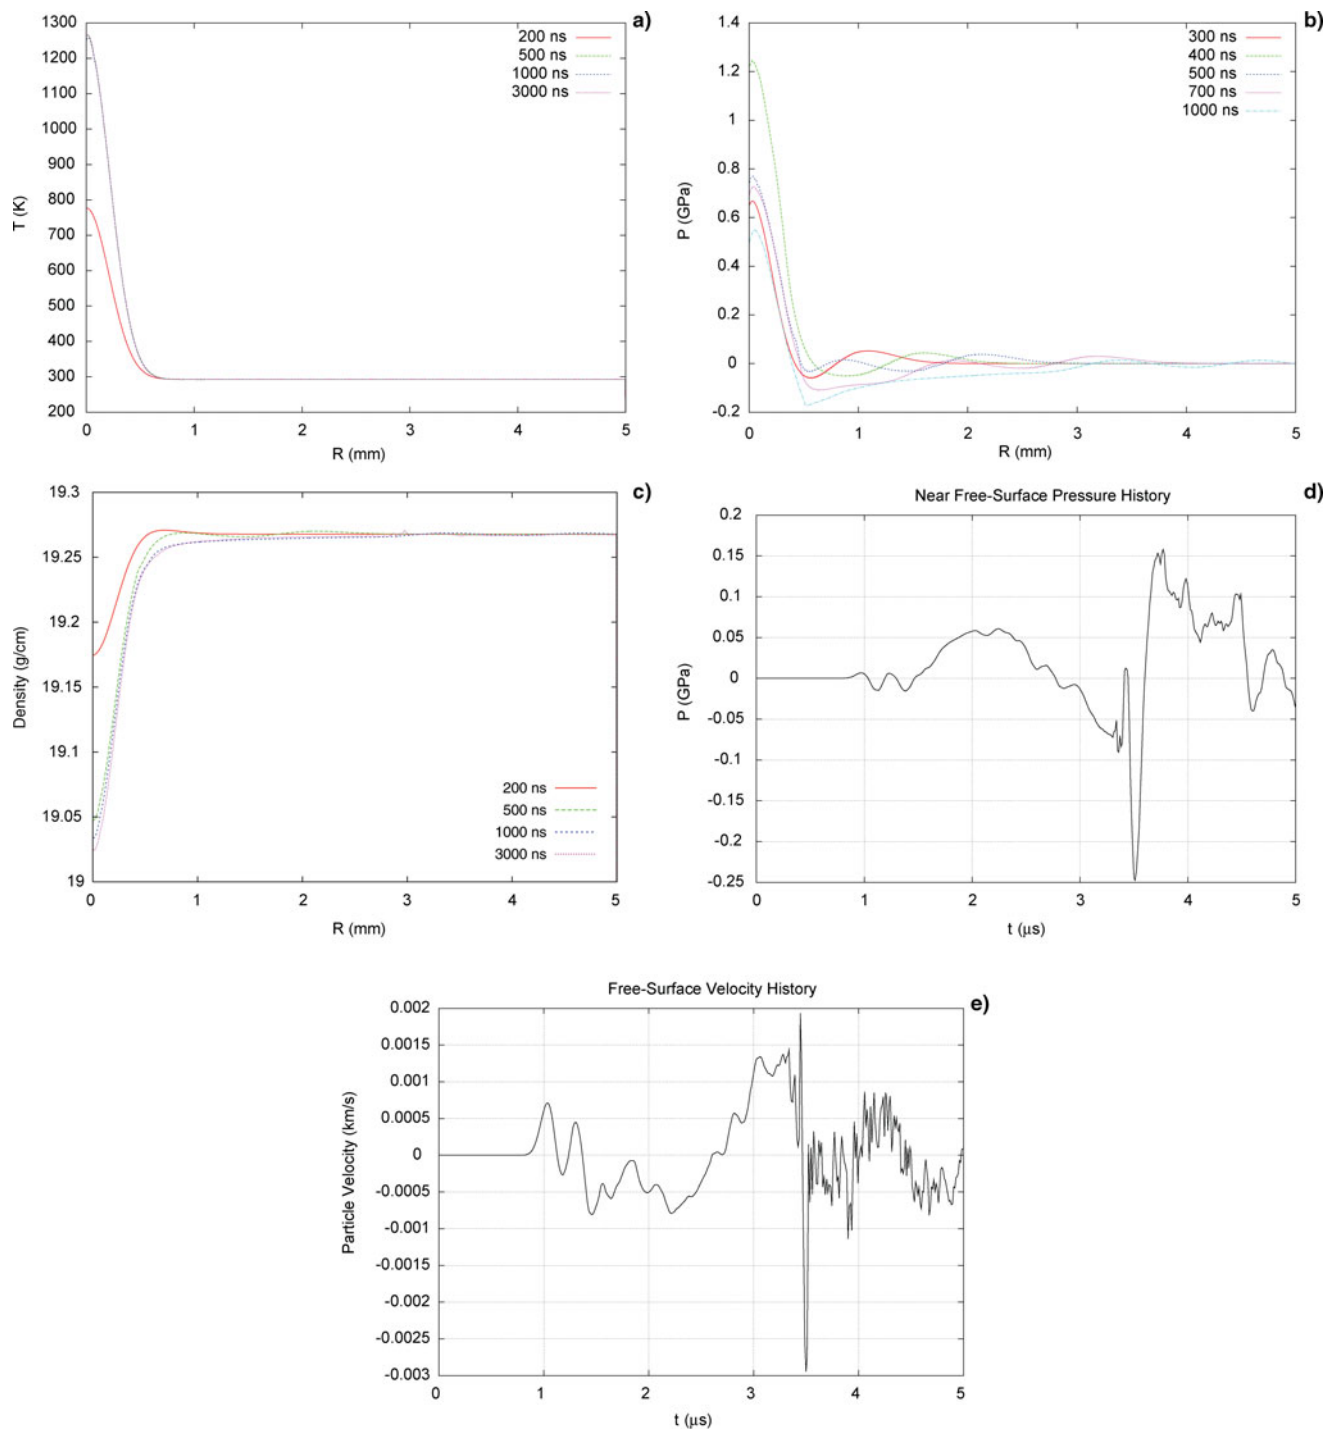 a)
1300
1200
1100
1000
900
800
700
600
500
400
300
200
T (K)
200 ns
500 ns
1000 ns
3000 ns
0
1
2
3
4
5
R (mm)
b)
1.4
1.2
1
0.8
0.6
0.4
0.2
0
-0.2
P (GPa)
300 ns
400 ns
500 ns
700 ns
1000 ns
0
1
2
3
4
5
R (mm)
c)
19.3
19.25
19.2
19.15
19.1
19.05
19
Density (g/cm)
200 ns
500 ns
1000 ns
3000 ns
0
1
2
3
4
5
R (mm)
Near Free-Surface Pressure History
d)
0.2
0.15
0.1
0.05
0
-0.05
-0.1
-0.15
-0.2
-0.25
P (GPa)
0
1
2
3
4
5
t (μs)
Free-Surface Velocity History
e)
0.002
0.0015
0.001
0.0005
0
-0.0005
-0.001
-0.0015
-0.002
-0.0025
-0.003
Particle Velocity (km/s)
0
1
2
3
4
5
t (μs)